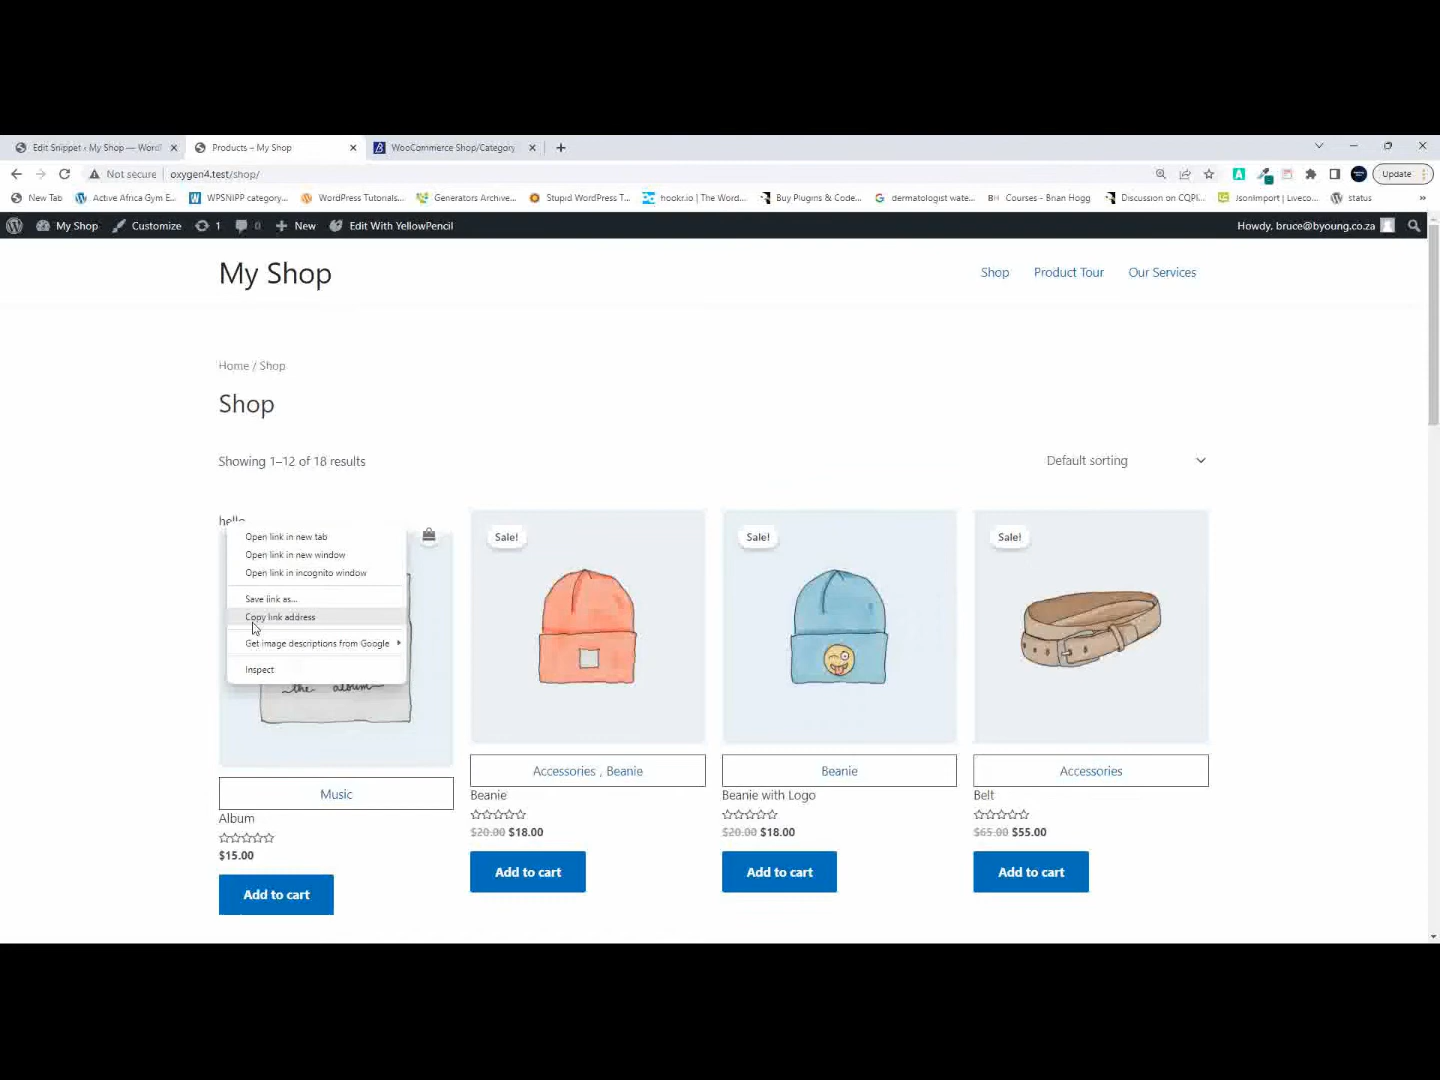 Edit Snippet ‹ My Shop — Word
Products – My Shop
WooCommerce Shop/Category
Not secure
oxygen4.test/shop/
Update
New Tab
Active Africa Gym E...
WPSNIPP category...
WordPress Tutorials...
Generators Archive...
Stupid WordPress T...
hookr.io | The Word...
Buy Plugins & Code...
dermatologist wate...
BH Courses - Brian Hogg
Discussion on CQPI...
JsonImport | Liveco...
status
»
My Shop
Customize
1
0
New
Edit With YellowPencil
Howdy, bruce@byoung.co.za
My Shop
Shop
Product Tour
Our Services
Home / Shop
Shop
Showing 1–12 of 18 results
Default sorting
hello
Open link in new tab
Open link in new window
Open link in incognito window
Save link as...
Copy link address
Get image descriptions from Google
Inspect
the album
Sale!
Sale!
Sale!
Music
Album
$15.00
Add to cart
Accessories , Beanie
Beanie
$20.00 $18.00
Add to cart
Beanie
Beanie with Logo
$20.00 $18.00
Add to cart
Accessories
Belt
$65.00 $55.00
Add to cart